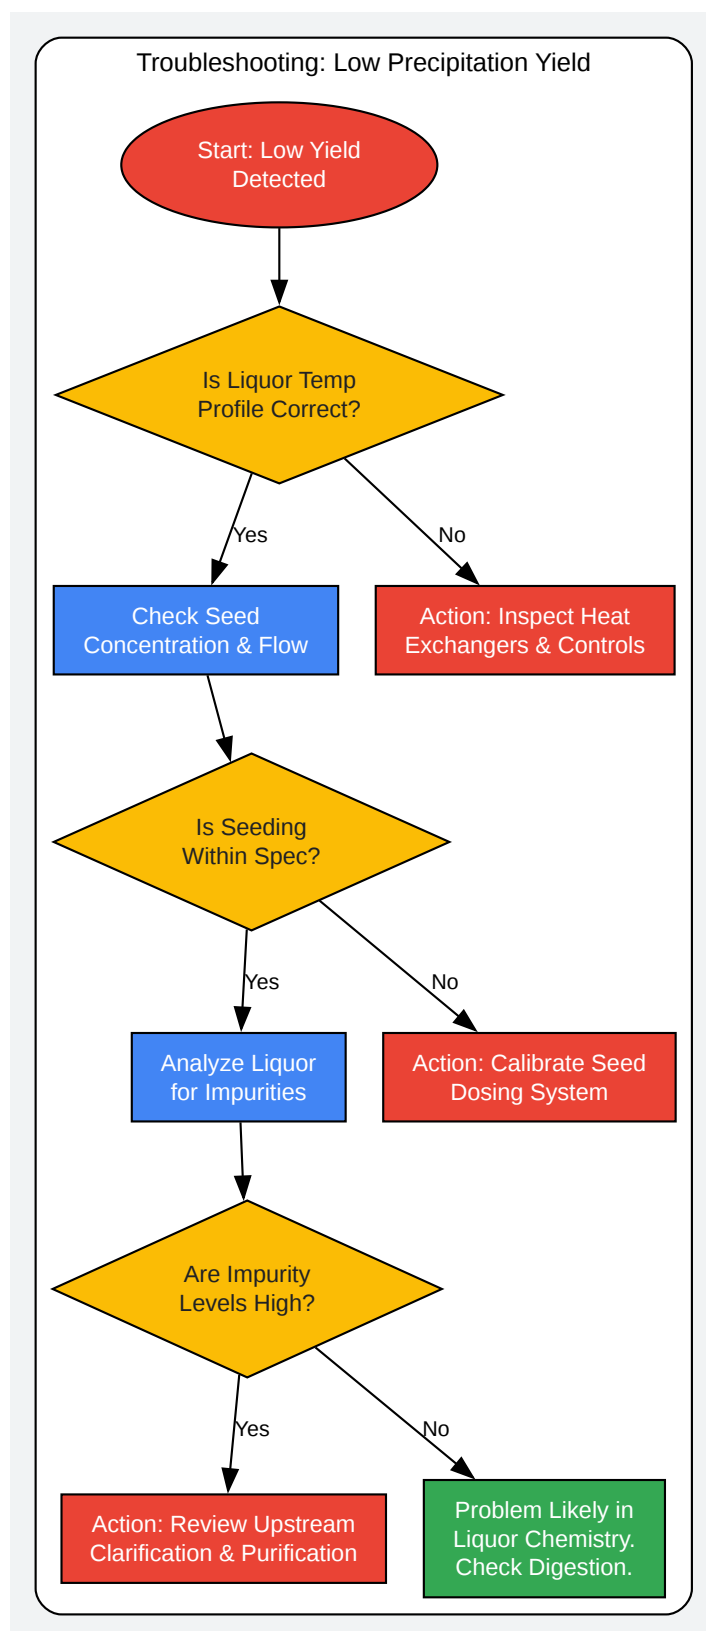 Troubleshooting: Low Precipitation Yield
Start: Low Yield
Detected
Is Liquor Temp
Profile Correct?
Yes
No
Check Seed
Concentration & Flow
Action: Inspect Heat
Exchangers & Controls
Is Seeding
Within Spec?
Yes
No
Analyze Liquor
for Impurities
Action: Calibrate Seed
Dosing System
Are Impurity
Levels High?
Yes
No
Action: Review Upstream
Clarification & Purification
Problem Likely in
Liquor Chemistry.
Check Digestion.